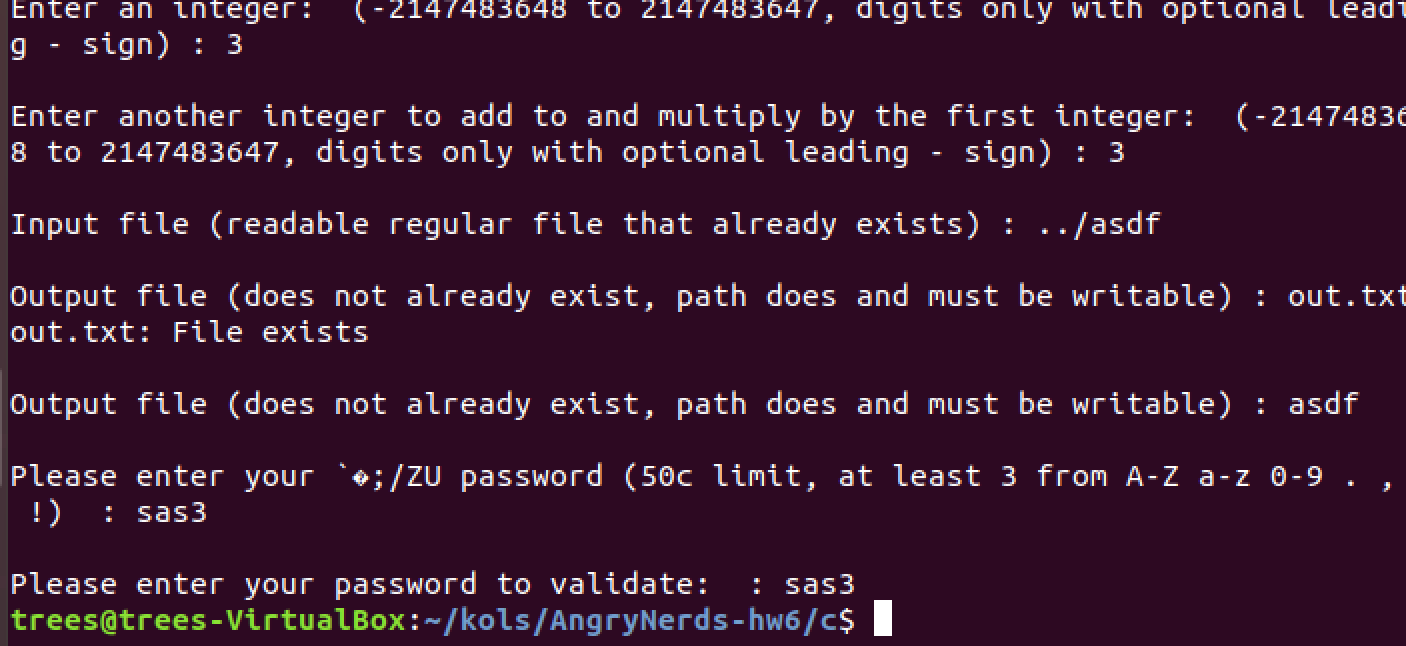 Enter an integer:  (-2147483648 to 2147483647, digits only with optional leadi
g - sign) : 3
Enter another integer to add to and multiply by the first integer:  (-21474836
8 to 2147483647, digits only with optional leading - sign) : 3
Input file (readable regular file that already exists) : ../asdf
Output file (does not already exist, path does and must be writable) : out.txt
out.txt: File exists
Output file (does not already exist, path does and must be writable) : asdf
Please enter your `�;/ZU password (50c limit, at least 3 from A-Z a-z 0-9 . ,
 !)  : sas3
Please enter your password to validate:  : sas3
trees@trees-VirtualBox:~/kols/AngryNerds-hw6/c$